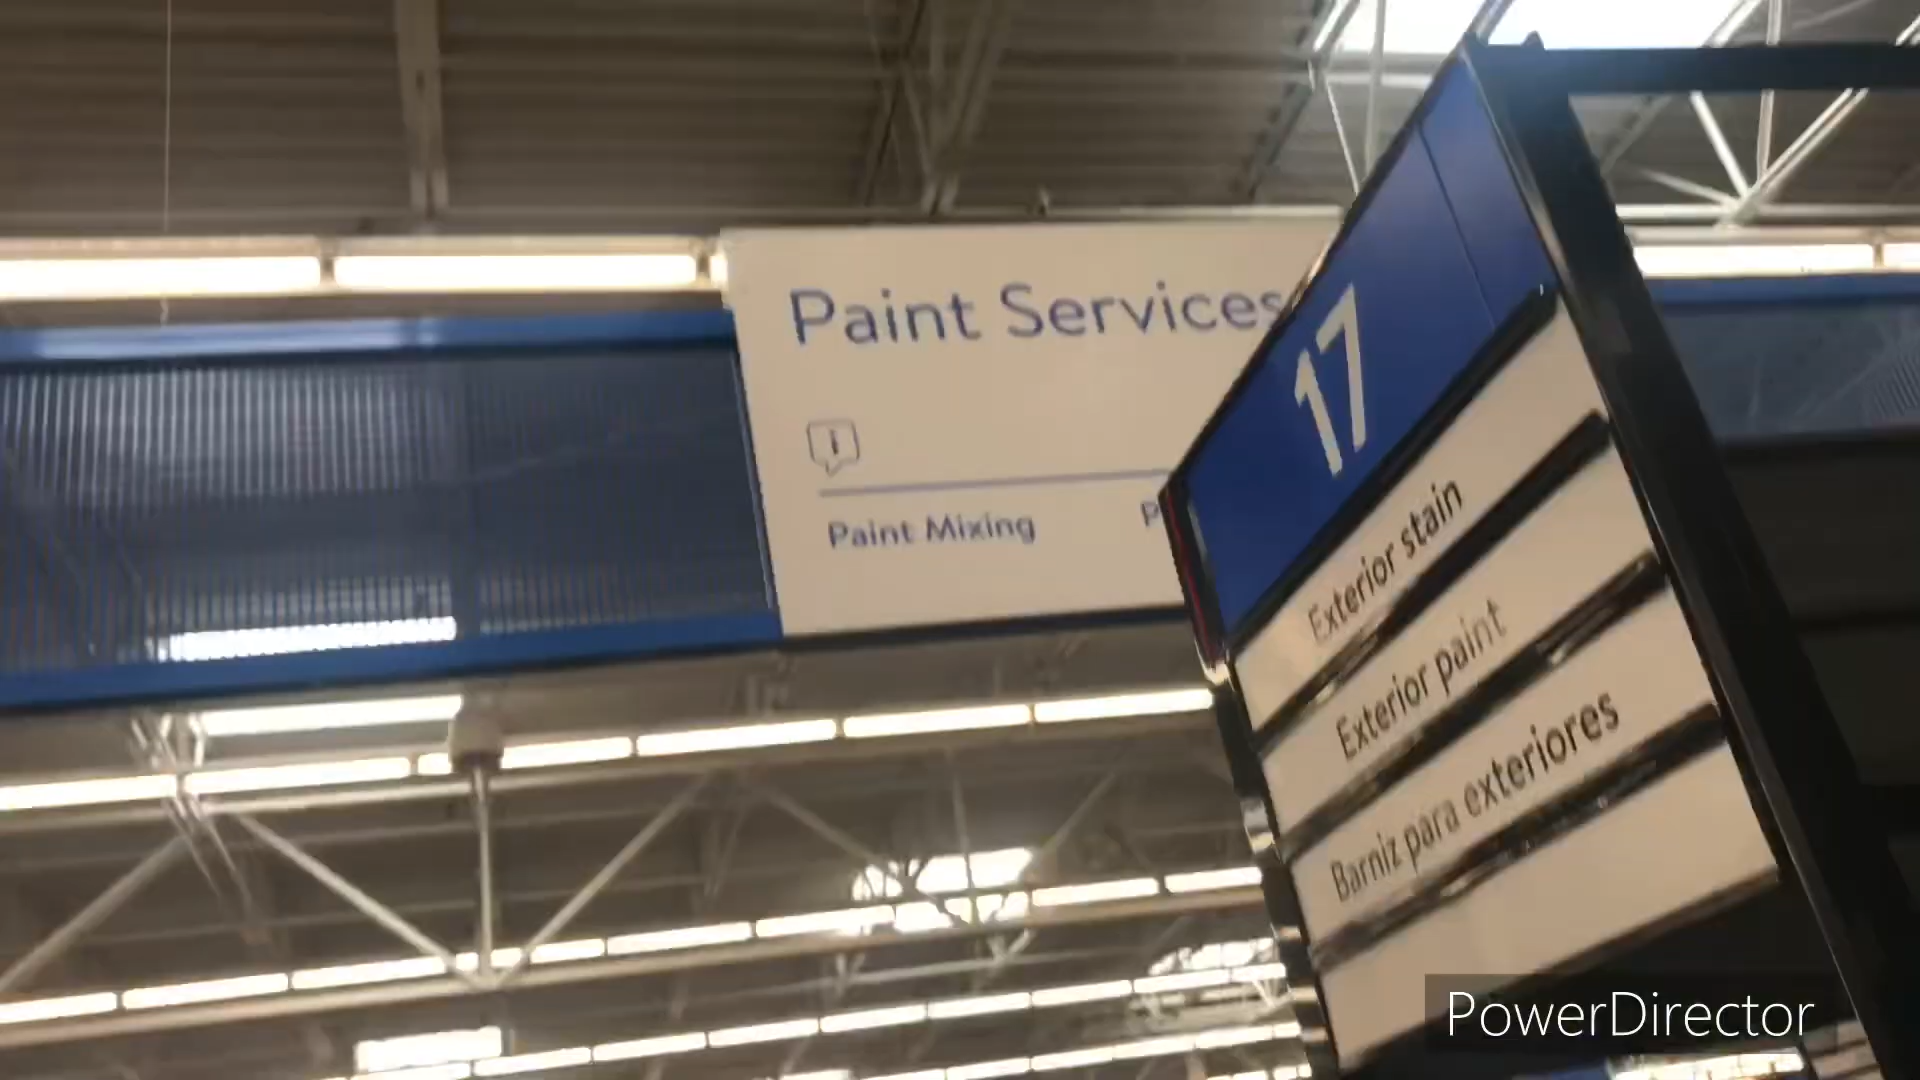 Paint Services
i
Paint Mixing
17
Exterior stain
Exterior paint
Barniz para exteriores
PowerDirector